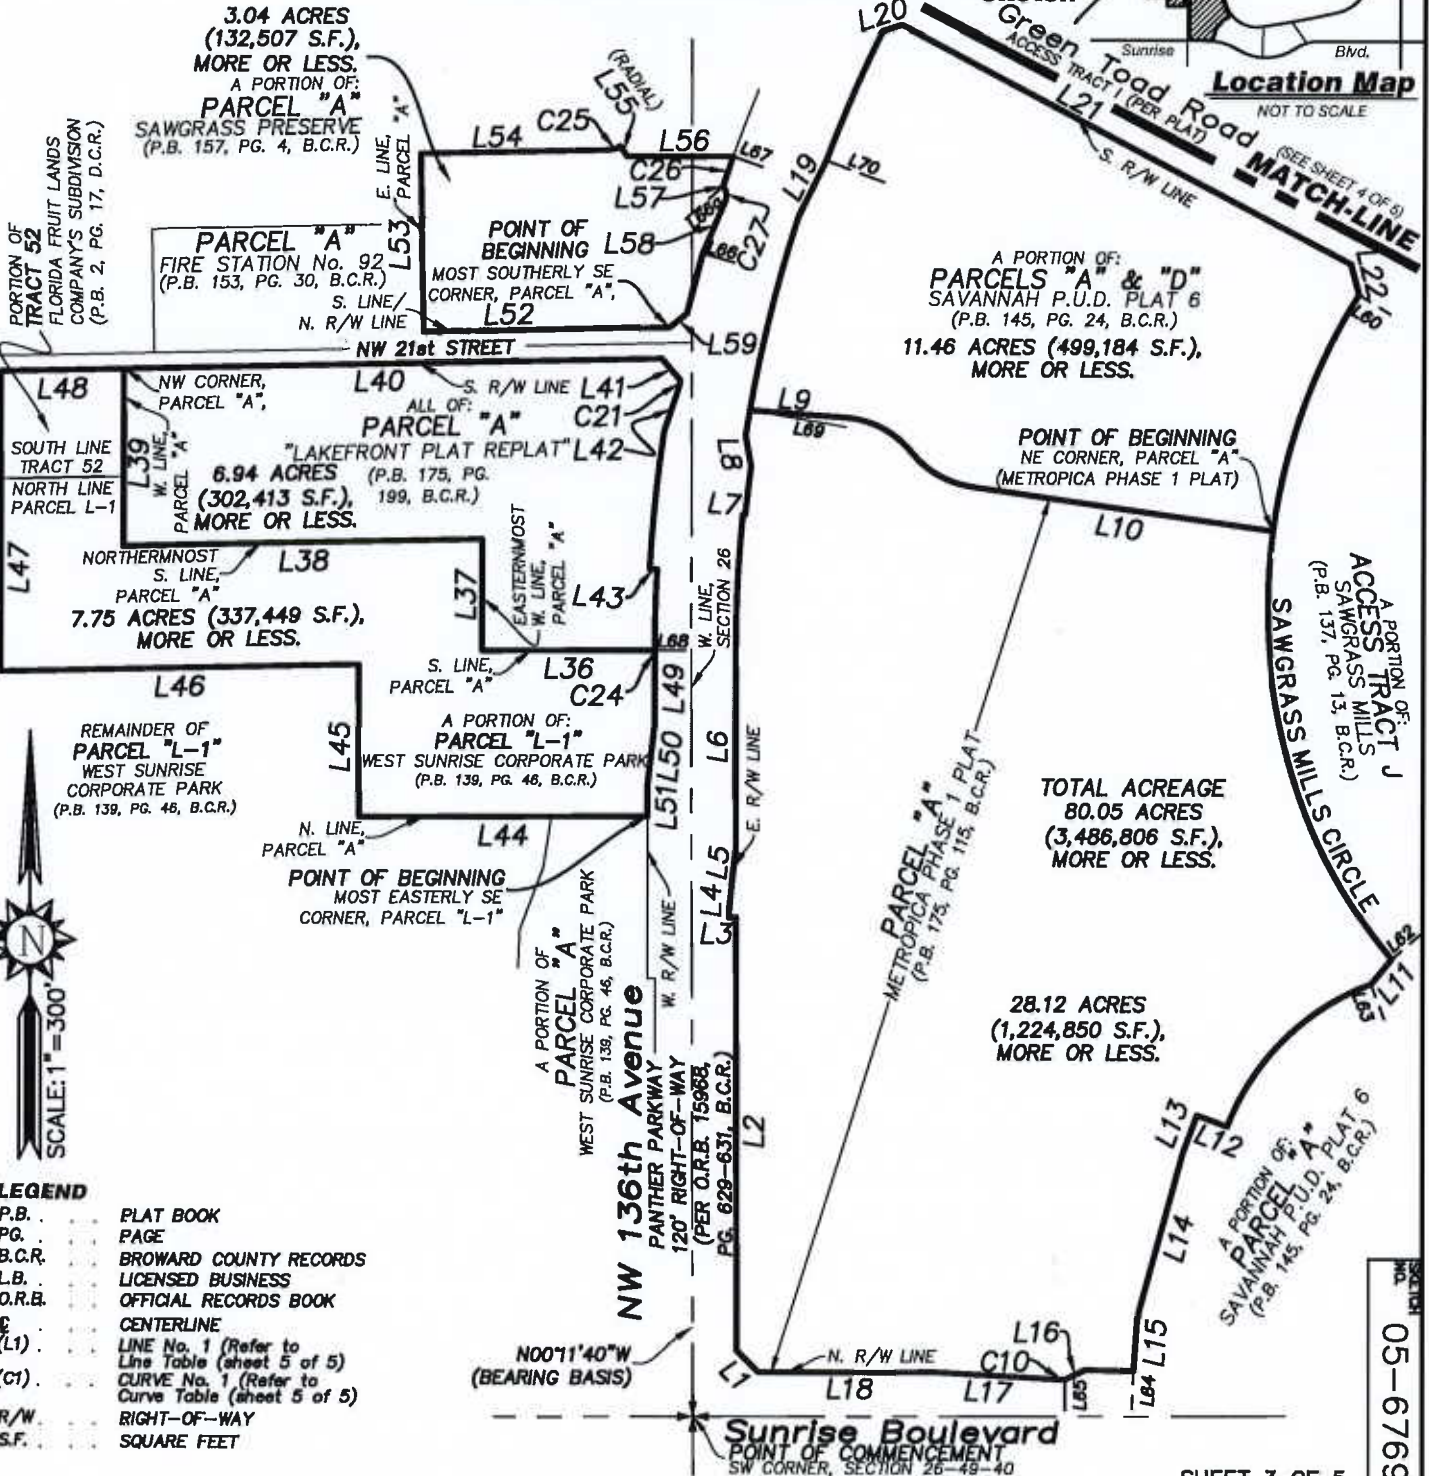 3.04 ACRES
(132,507 S.F.),
MORE OR LESS.
A PORTION OF:
PARCEL "A"
SAWGRASS PRESERVE
(P.B. 157, PG. 4, B.C.R.)
E. LINE,
PARCEL "A"
L53
L54
C25
(RADIAL)
L55
L56
L67
C26
L57
L58
L66
C27
L59
L52
POINT OF
BEGINNING
MOST SOUTHERLY SE
CORNER, PARCEL "A",
PARCEL "A"
FIRE STATION No. 92
(P.B. 153, PG. 30, B.C.R.)
S. LINE/
N. R/W LINE
NW 21st STREET
PORTION OF
TRACT 52
FLORIDA FRUIT LANDS
COMPANY'S SUBDIVISION
(P.B. 2, PG. 17, D.C.R.)
L20
Green Toad Road
ACCESS TRACT 1 (PER PLAT)
L21
S. R/W LINE
(SEE SHEET 4 OF 5)
MATCH-LINE
Sunrise Blvd.
Location Map
NOT TO SCALE
L19
L70
L22
L60
A PORTION OF:
PARCELS "A" & "D"
SAVANNAH P.U.D. PLAT 6
(P.B. 145, PG. 24, B.C.R.)
11.46 ACRES (499,184 S.F.),
MORE OR LESS.
L9
L69
L8
L7
L10
POINT OF BEGINNING
NE CORNER, PARCEL "A"
(METROPICA PHASE 1 PLAT)
L48
NW CORNER,
PARCEL "A",
L40
S. R/W LINE
L41
C21
L42
ALL OF:
PARCEL "A"
"LAKEFRONT PLAT REPLAT"
(P.B. 175, PG.
199, B.C.R.)
6.94 ACRES
(302,413 S.F.),
MORE OR LESS.
L39
W. LINE,
PARCEL "A"
SOUTH LINE
TRACT 52
NORTH LINE
PARCEL L-1
L47
NORTHERMNOST
S. LINE,
PARCEL "A"
L38
L37
EASTERNMOST
W. LINE,
PARCEL "A"
L43
W. LINE,
SECTION 26
7.75 ACRES (337,449 S.F.),
MORE OR LESS.
L68
S. LINE,
PARCEL "A"
L36
C24
L49
L46
L45
REMAINDER OF
PARCEL "L-1"
WEST SUNRISE
CORPORATE PARK
(P.B. 139, PG. 46, B.C.R.)
A PORTION OF:
PARCEL "L-1"
WEST SUNRISE CORPORATE PARK
(P.B. 139, PG. 46, B.C.R.)
L50
L51
L6
E. R/W LINE
L5
L4
L3
N. LINE,
PARCEL "A"
L44
POINT OF BEGINNING
MOST EASTERLY SE
CORNER, PARCEL "L-1"
A PORTION OF
PARCEL "A"
WEST SUNRISE CORPORATE PARK
(P.B. 139, PG. 46, B.C.R.)
W. R/W LINE
NW 136th Avenue
PANTHER PARKWAY
120' RIGHT-OF-WAY
(PER O.R.B. 15968,
PG. 629-631, B.C.R.)
L2
PARCEL "A"
METROPICA PHASE 1 PLAT
(P.B. 175, PG. 115, B.C.R.)
TOTAL ACREAGE
80.05 ACRES
(3,486,806 S.F.),
MORE OR LESS.
28.12 ACRES
(1,224,850 S.F.),
MORE OR LESS.
SAWGRASS MILLS CIRCLE
A PORTION OF:
ACCESS TRACT J
SAWGRASS MILLS
(P.B. 137, PG. 13, B.C.R.)
L62
L11
L63
L12
L13
L14
L15
L64
A PORTION OF:
PARCEL "A"
SAVANNAH P.U.D. PLAT 6
(P.B. 145, PG. 24, B.C.R.)
L1
N. R/W LINE
L18
C10
L16
L17
L65
N
SCALE: 1"=300'
N00°11'40"W
(BEARING BASIS)
Sunrise Boulevard
POINT OF COMMENCEMENT
SW CORNER, SECTION 26-49-40
LEGEND
P.B. . . . PLAT BOOK
PG. . . . PAGE
B.C.R. . . BROWARD COUNTY RECORDS
L.B. . . . LICENSED BUSINESS
O.R.B. . . OFFICIAL RECORDS BOOK
℄ . . . CENTERLINE
(L1) . . . LINE No. 1 (Refer to
Line Table (sheet 5 of 5)
(C1) . . . CURVE No. 1 (Refer to
Curve Table (sheet 5 of 5)
R/W . . . RIGHT-OF-WAY
S.F. . . . SQUARE FEET
SKETCH
NO.
05-6769
SHEET 3 OF 5